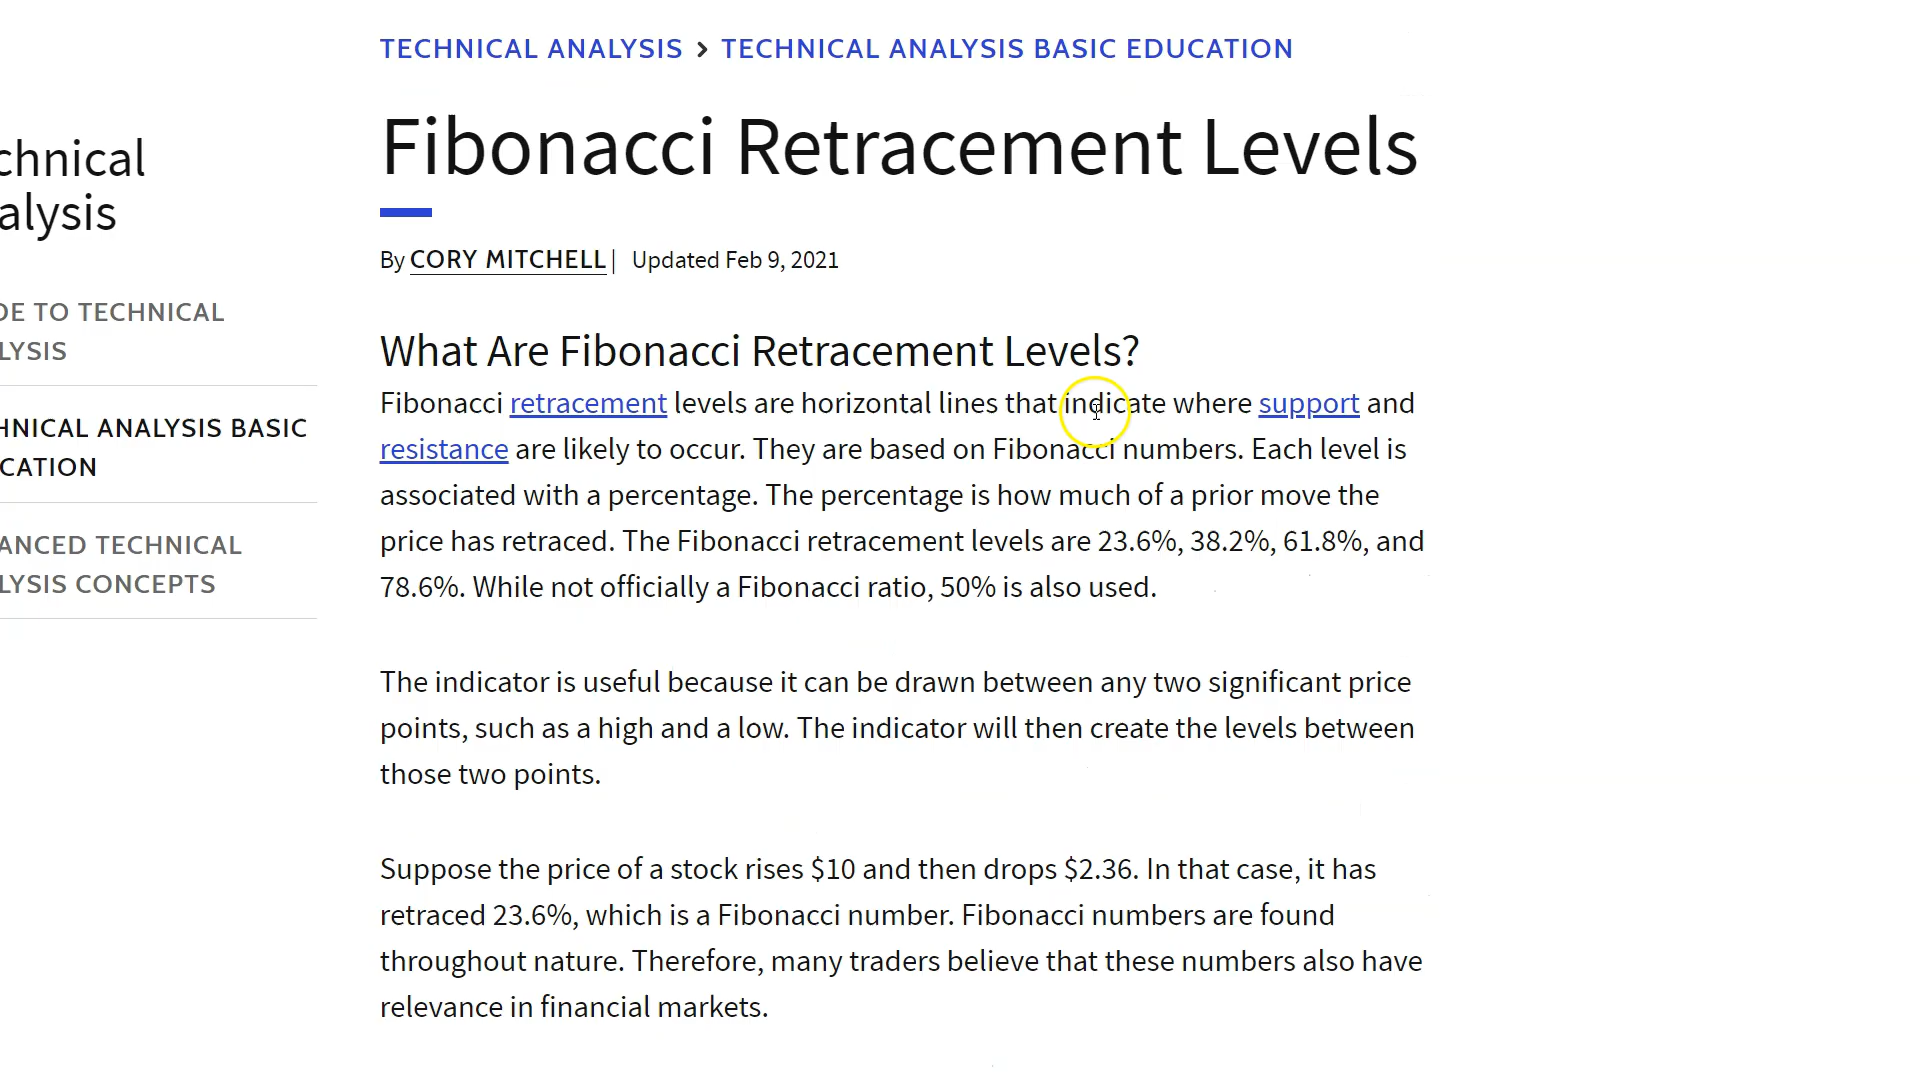 TECHNICAL ANALYSIS > TECHNICAL ANALYSIS BASIC EDUCATION
Fibonacci Retracement Levels
By CORY MITCHELL | Updated Feb 9, 2021
chnical
alysis
DE TO TECHNICAL
LYSIS
HNICAL ANALYSIS BASIC
CATION
ANCED TECHNICAL
LYSIS CONCEPTS
What Are Fibonacci Retracement Levels?
Fibonacci retracement levels are horizontal lines that indicate where support and
resistance are likely to occur. They are based on Fibonacci numbers. Each level is
associated with a percentage. The percentage is how much of a prior move the
price has retraced. The Fibonacci retracement levels are 23.6%, 38.2%, 61.8%, and
78.6%. While not officially a Fibonacci ratio, 50% is also used.
The indicator is useful because it can be drawn between any two significant price
points, such as a high and a low. The indicator will then create the levels between
those two points.
Suppose the price of a stock rises $10 and then drops $2.36. In that case, it has
retraced 23.6%, which is a Fibonacci number. Fibonacci numbers are found
throughout nature. Therefore, many traders believe that these numbers also have
relevance in financial markets.